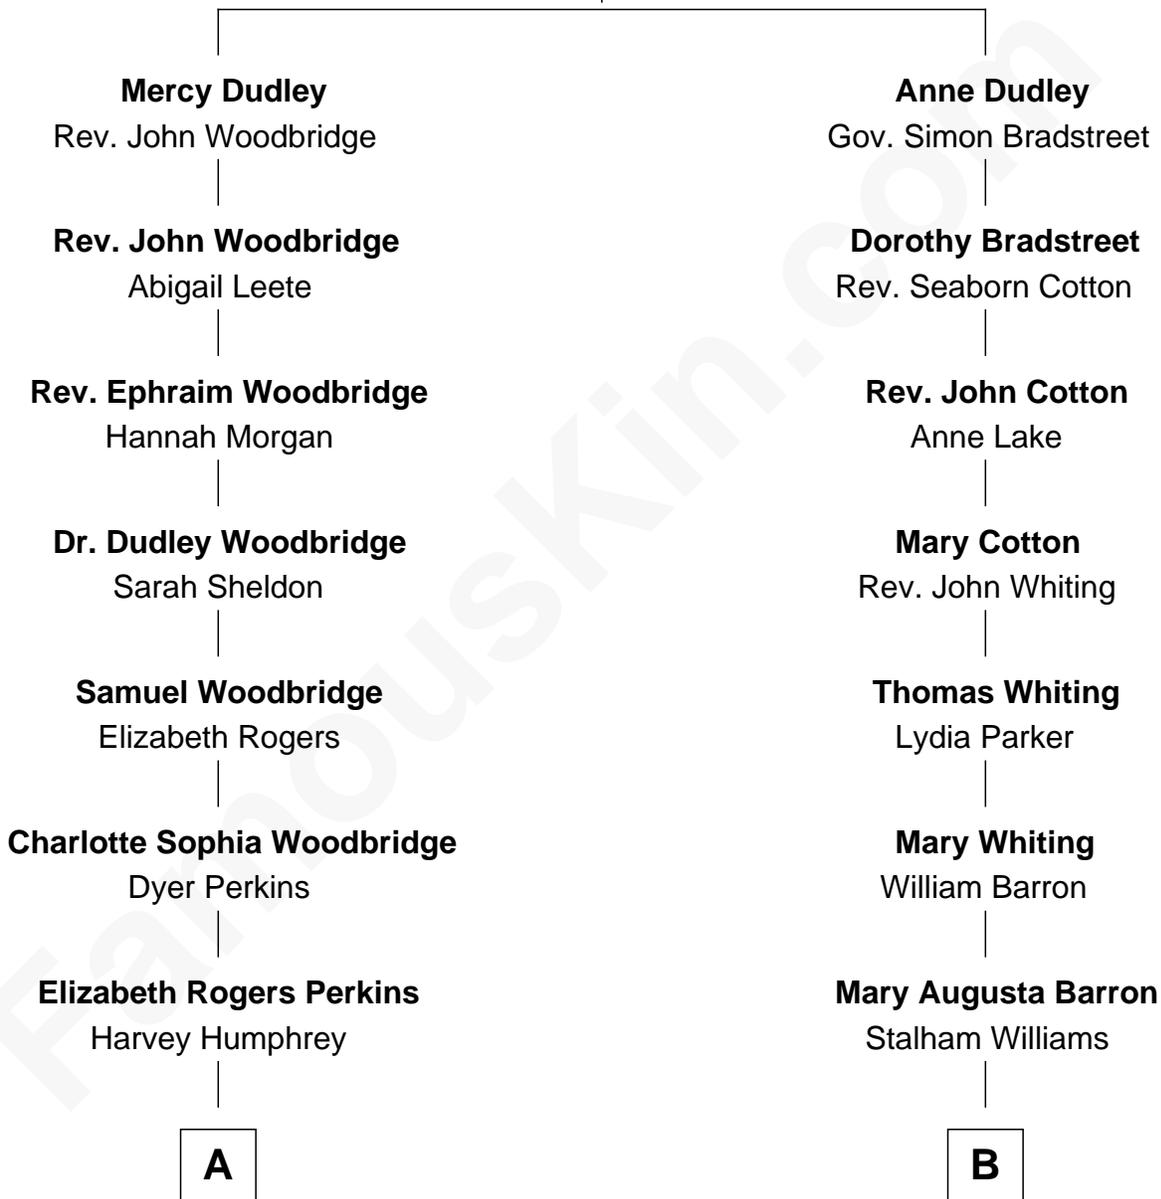 Mercy Dudley
Rev. John Woodbridge
Rev. John Woodbridge
Abigail Leete
Rev. Ephraim Woodbridge
Hannah Morgan
Dr. Dudley Woodbridge
Sarah Sheldon
Samuel Woodbridge
Elizabeth Rogers
Charlotte Sophia Woodbridge
Dyer Perkins
Elizabeth Rogers Perkins
Harvey Humphrey
A
Anne Dudley
Gov. Simon Bradstreet
Dorothy Bradstreet
Rev. Seaborn Cotton
Rev. John Cotton
Anne Lake
Mary Cotton
Rev. John Whiting
Thomas Whiting
Lydia Parker
Mary Whiting
William Barron
Mary Augusta Barron
Stalham Williams
B
FamousKin.com